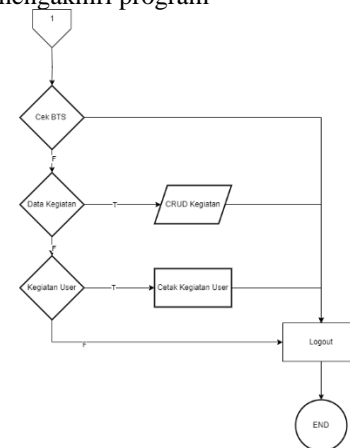 mengakhiri program
1
Cek BTS
F
Data Kegiatan
T
CRUD Kegiatan
F
Kegiatan User
T
Cetak Kegiatan User
F
Logout
END